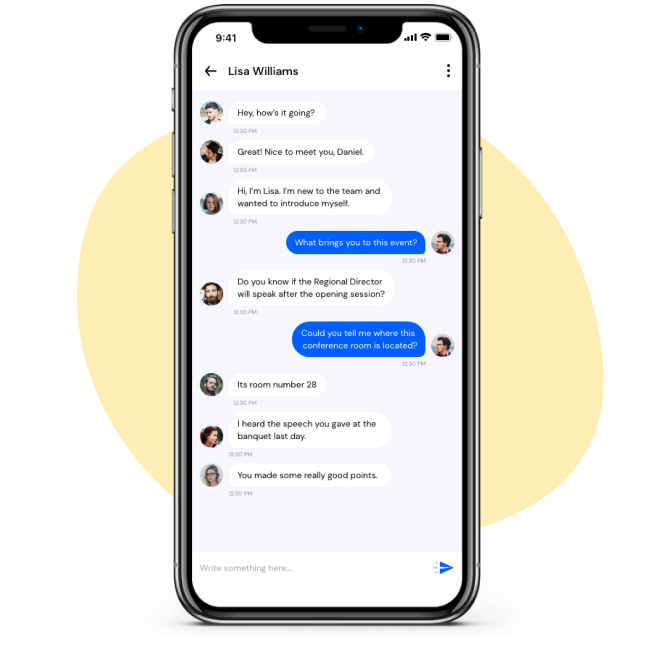 9:41
Lisa Williams
Hey, how's it going?
12:30 PM
Great! Nice to meet you, Daniel.
12:30 PM
Hi, I'm Lisa. I'm new to the team and
wanted to introduce myself.
12:30 PM
What brings you to this event?
12:30 PM
Do you know if the Regional Director
will speak after the opening session?
12:30 PM
Could you tell me where this
conference room is located?
12:30 PM
Its room number 28
12:30 PM
I heard the speech you gave at the
banquet last day.
12:30 PM
You made some really good points.
12:30 PM
Write something here...